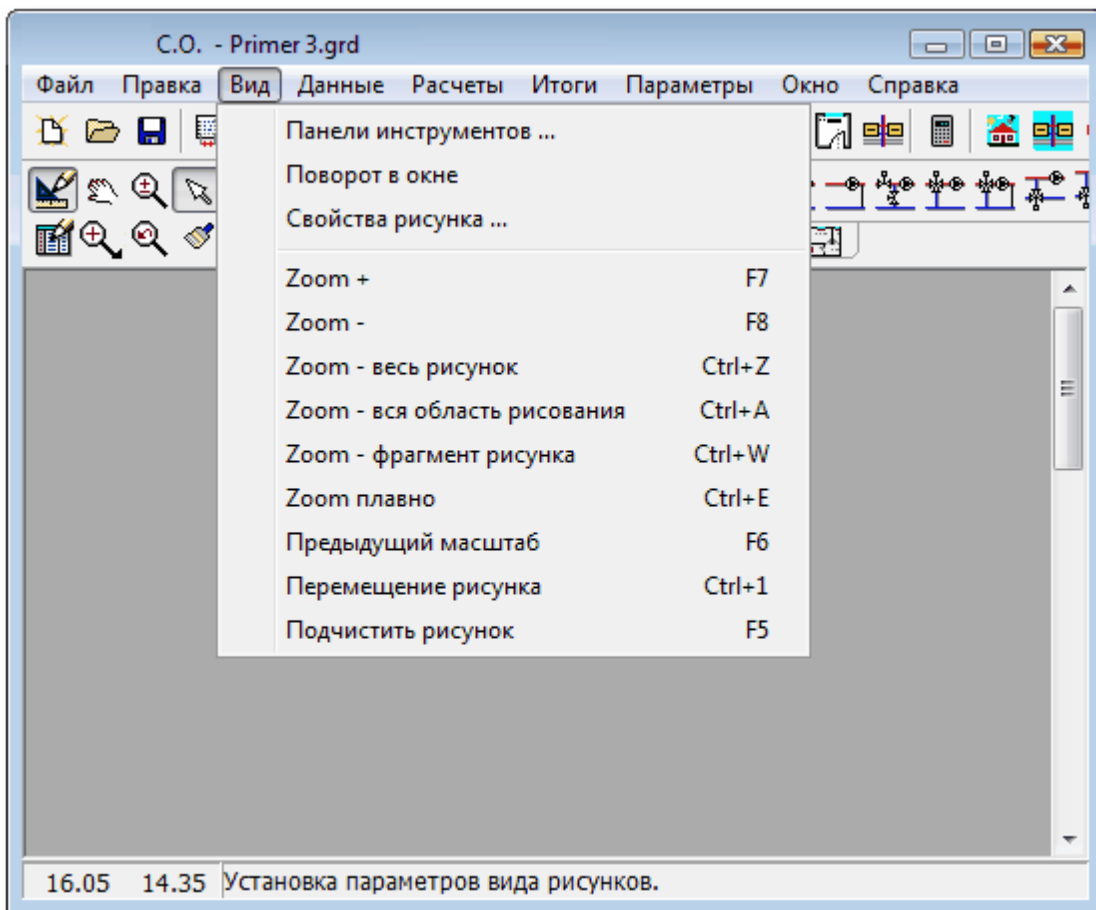 С.О. - Primer 3.grd
Файл Правка Вид Данные Расчеты Итоги Параметры Окно Справка
Панели инструментов ...
Поворот в окне
Свойства рисунка ...
Zoom + F7
Zoom - F8
Zoom - весь рисунок Ctrl+Z
Zoom - вся область рисования Ctrl+A
Zoom - фрагмент рисунка Ctrl+W
Zoom плавно Ctrl+E
Предыдущий масштаб F6
Перемещение рисунка Ctrl+1
Подчистить рисунок F5
16.05 14.35 Установка параметров вида рисунков.